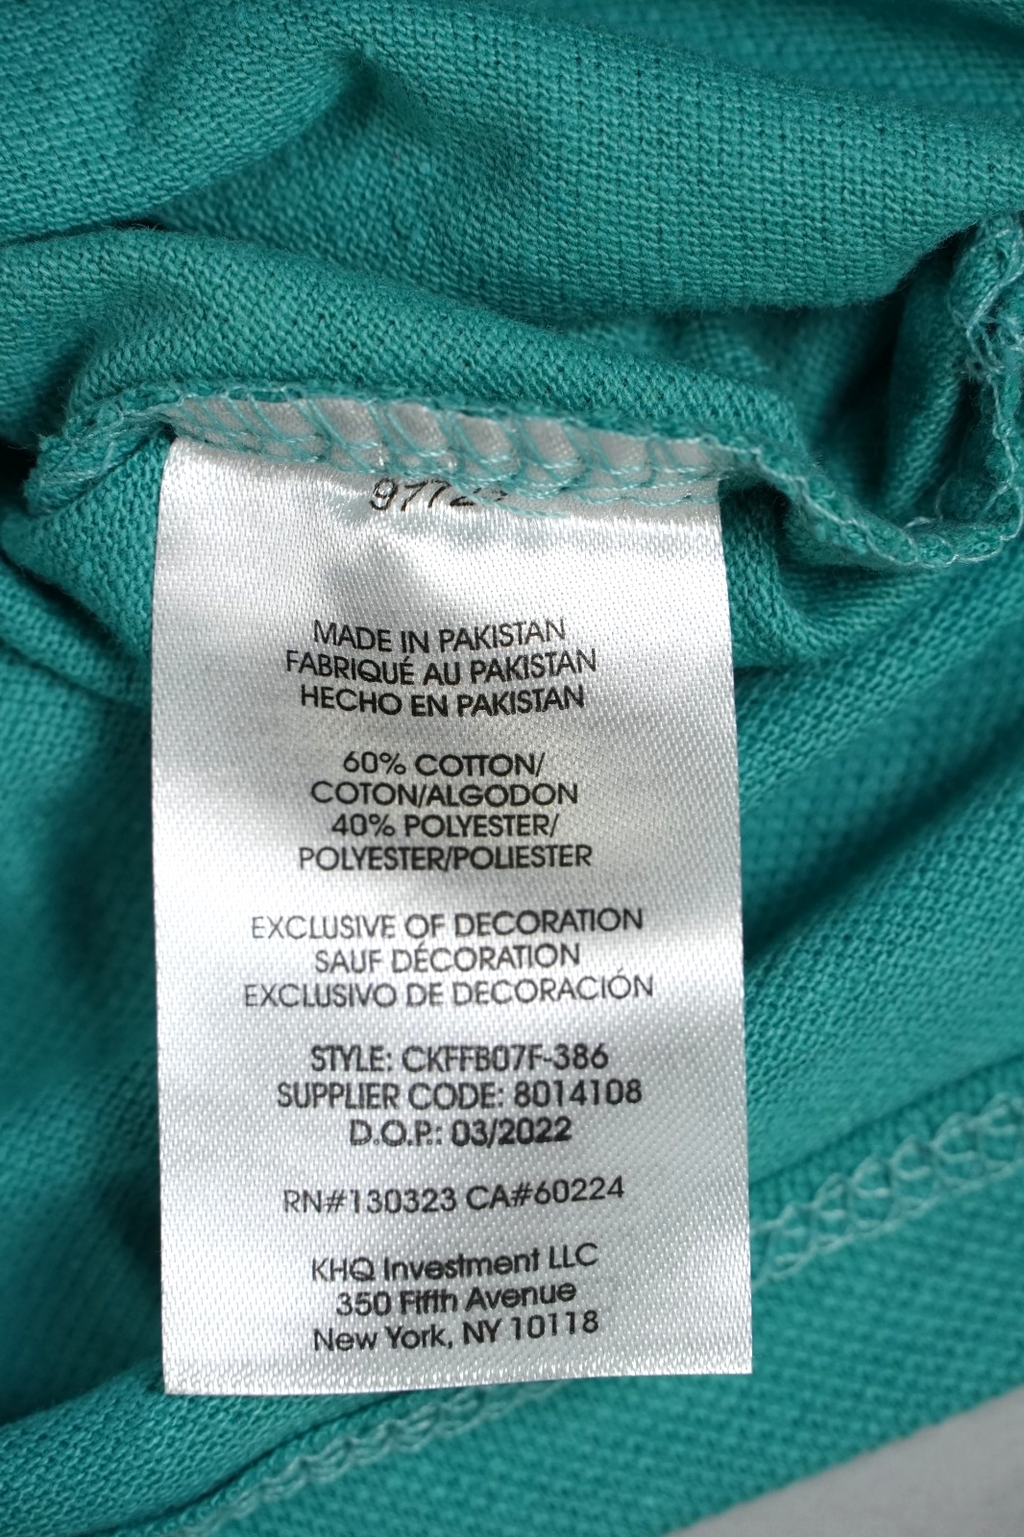 MADE IN PAKISTAN
FABRIQUÉ AU PAKISTAN
HECHO EN PAKISTAN
60% COTTON/
COTON/ALGODON
40% POLYESTER/
POLYESTER/POLIESTER
EXCLUSIVE OF DECORATION
SAUF DÉCORATION
EXCLUSIVO DE DECORACIÓN
STYLE: CKFFB07F-386
SUPPLIER CODE: 8014108
D.O.P.: 03/2022
RN#130323 CA#60224
KHQ Investment LLC
350 Fifth Avenue
New York, NY 10118